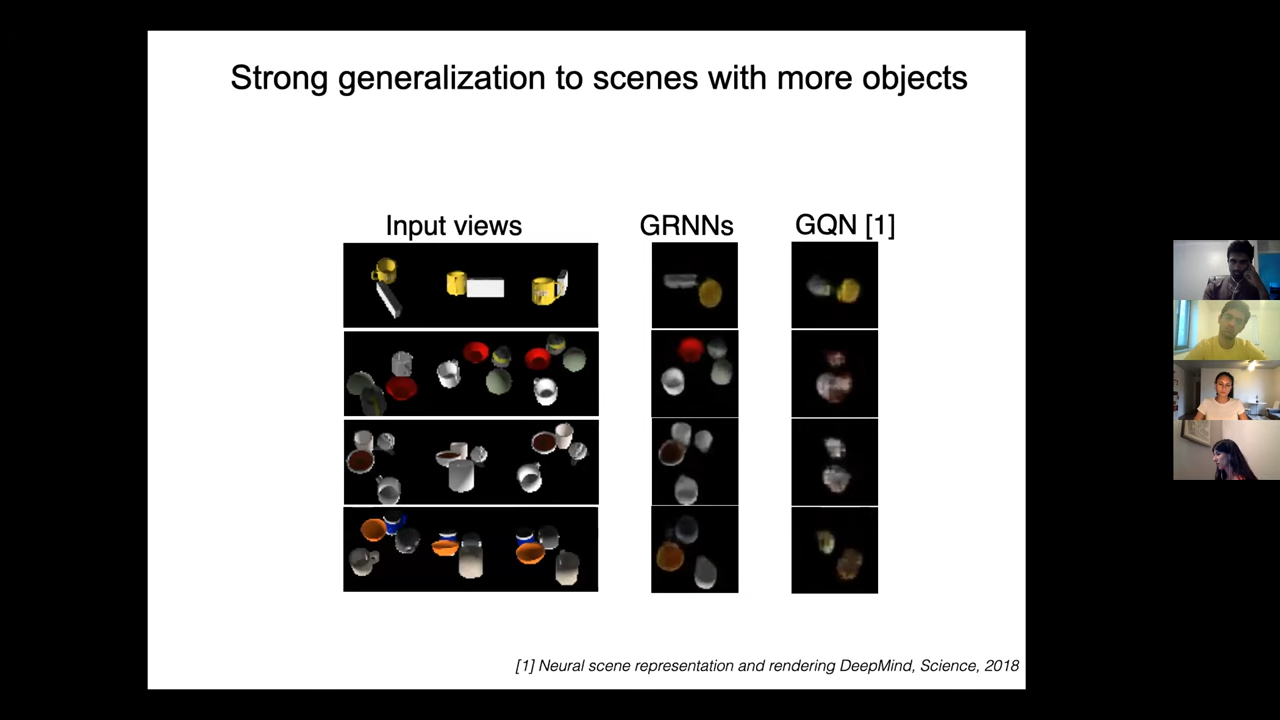 Strong generalization to scenes with more objects
Input views
GRNNs
GQN [1]
[1] Neural scene representation and rendering DeepMind, Science, 2018